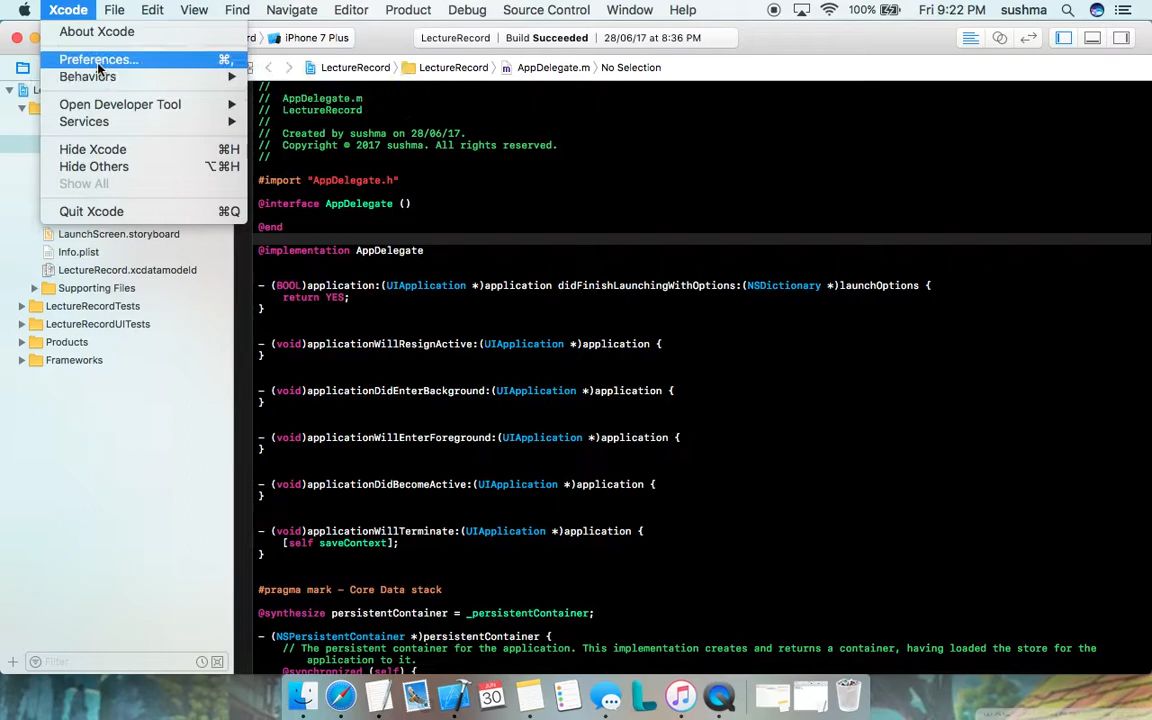 Xcode File Edit View Find Navigate Editor Product Debug Source Control Window Help 100% Fri 9:22 PM sushma
iPhone 7 Plus LectureRecord Build Succeeded 28/06/17 at 8:36 PM
LectureRecord LectureRecord AppDelegate.m No Selection
About Xcode
Preferences... ⌘,
Behaviors
Open Developer Tool
Services
Hide Xcode ⌘H
Hide Others ⌥⌘H
Show All
Quit Xcode ⌘Q
LaunchScreen.storyboard
Info.plist
LectureRecord.xcdatamodeld
Supporting Files
LectureRecordTests
LectureRecordUITests
Products
Frameworks
Filter
//
// AppDelegate.m
// LectureRecord
//
// Created by sushma on 28/06/17.
// Copyright © 2017 sushma. All rights reserved.
//
#import "AppDelegate.h"
@interface AppDelegate ()
@end
@implementation AppDelegate
- (BOOL)application:(UIApplication *)application didFinishLaunchingWithOptions:(NSDictionary *)launchOptions {
return YES;
}
- (void)applicationWillResignActive:(UIApplication *)application {
}
- (void)applicationDidEnterBackground:(UIApplication *)application {
}
- (void)applicationWillEnterForeground:(UIApplication *)application {
}
- (void)applicationDidBecomeActive:(UIApplication *)application {
}
- (void)applicationWillTerminate:(UIApplication *)application {
[self saveContext];
}
#pragma mark - Core Data stack
@synthesize persistentContainer = _persistentContainer;
- (NSPersistentContainer *)persistentContainer {
// The persistent container for the application. This implementation creates and returns a container, having loaded the store for the
application to it.
@synchronized (self) {
30